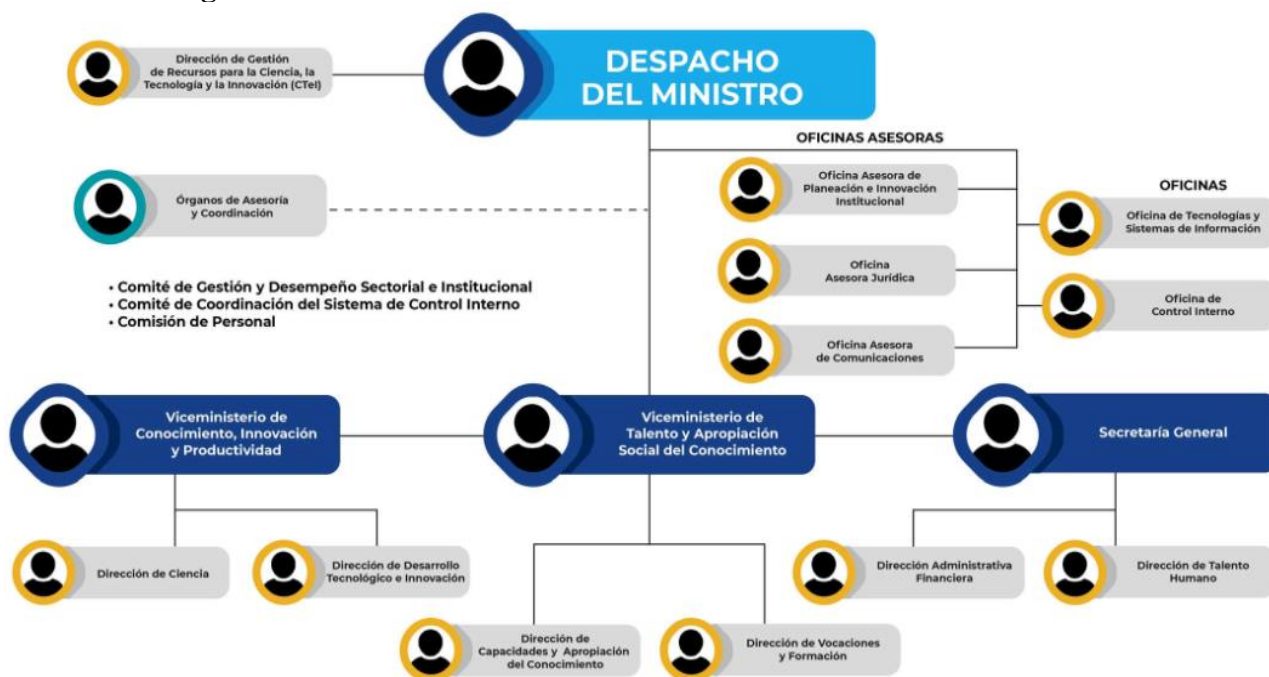 Dirección de Gestión
de Recursos para la Ciencia, la
Tecnología y la Innovación (CTeI)
DESPACHO
DEL MINISTRO
OFICINAS ASESORAS
Oficina Asesora de
Planeación e Innovación
Institucional
OFICINAS
Órganos de Asesoría
y Coordinación
Oficina de Tecnologías y
Sistemas de Información
Oficina
Asesora Jurídica
• Comité de Gestión y Desempeño Sectorial e Institucional
• Comité de Coordinación del Sistema de Control Interno
• Comisión de Personal
Oficina de
Control Interno
Oficina Asesora
de Comunicaciones
Viceministerio de
Conocimiento, Innovación
y Productividad
Viceministerio de
Talento y Apropiación
Social del Conocimiento
Secretaría General
Dirección de Ciencia
Dirección de Desarrollo
Tecnológico e Innovación
Dirección Administrativa
Financiera
Dirección de Talento
Humano
Dirección de
Capacidades y Apropiación
del Conocimiento
Dirección de Vocaciones
y Formación